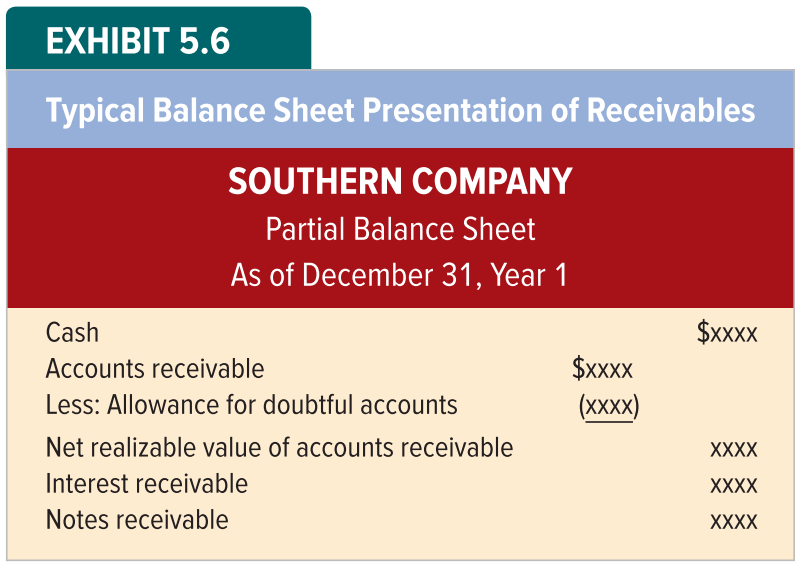 EXHIBIT 5.6
Typical Balance Sheet Presentation of Receivables
SOUTHERN COMPANY
Partial Balance Sheet
As of December 31, Year 1
Cash $xxxx
Accounts receivable $xxxx
Less: Allowance for doubtful accounts (xxxx)
Net realizable value of accounts receivable xxxx
Interest receivable xxxx
Notes receivable xxxx